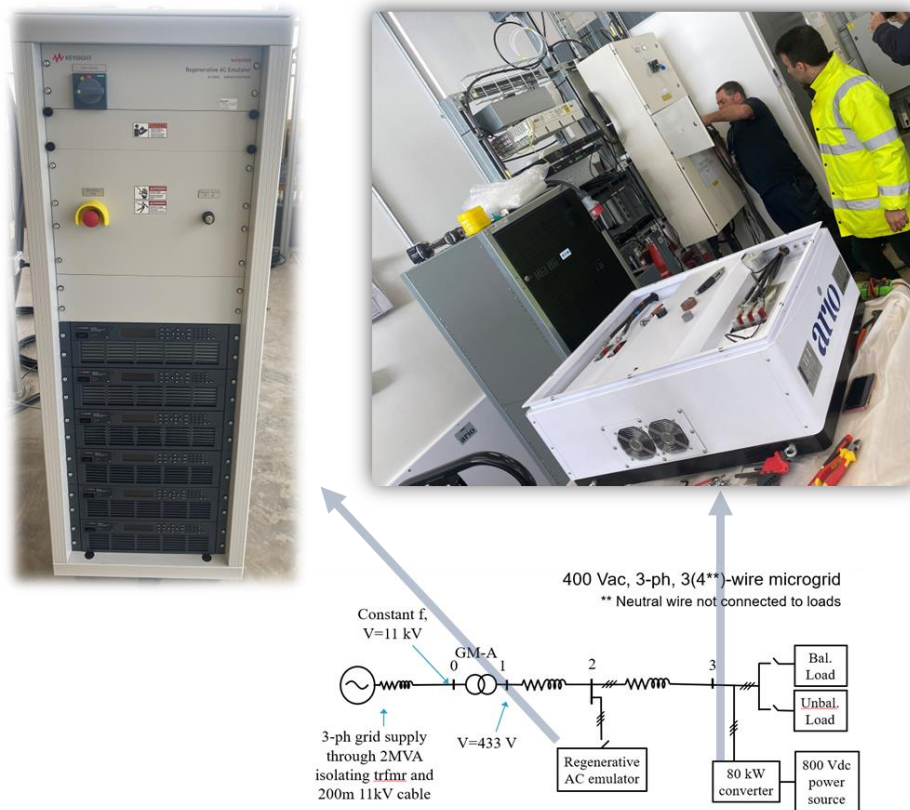 KEYSIGHT
Regenerative AC Emulator
ario
ario
400 Vac, 3-ph, 3(4**)-wire microgrid
** Neutral wire not connected to loads
Constant f,
V=11 kV
0
GM-A
1
2
3
Bal.
Load
Unbal.
Load
V=433 V
3-ph grid supply
through 2MVA
isolating trfmr and
200m 11kV cable
Regenerative
AC emulator
80 kW
converter
800 Vdc
power
source